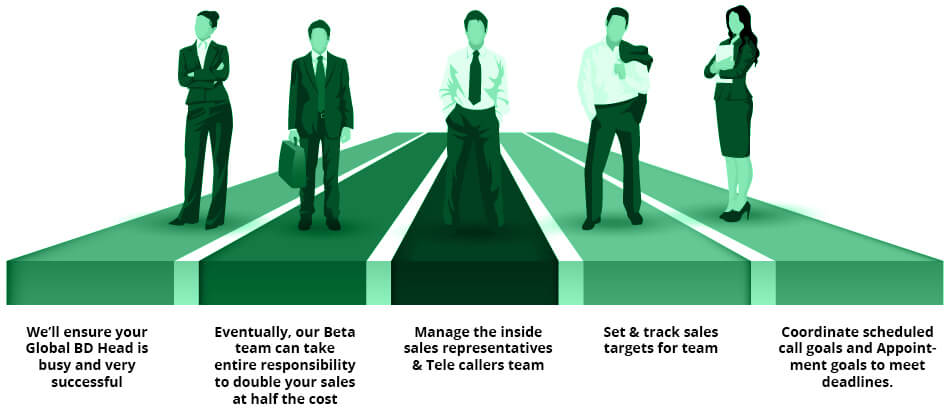 We’ll ensure your
Global BD Head is
busy and very
successful
Eventually, our Beta
team can take
entire responsibility
to double your sales
at half the cost
Manage the inside
sales representatives
& Tele callers team
Set & track sales
targets for team
Coordinate scheduled
call goals and Appoint-
ment goals to meet
deadlines.